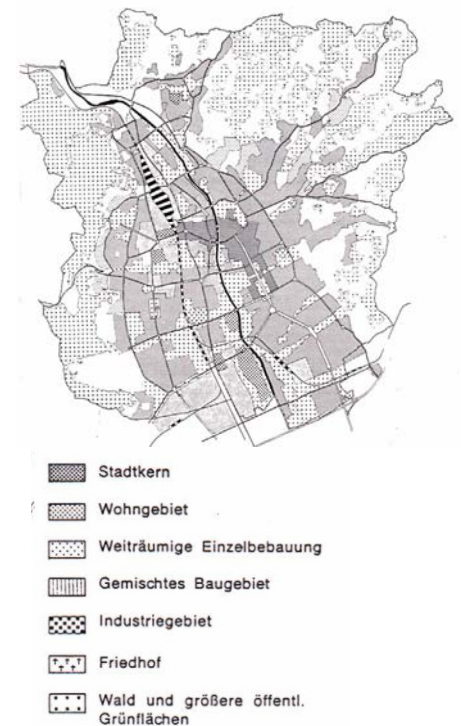 Stadtkern
Wohngebiet
Weiträumige Einzelbebauung
Gemischtes Baugebiet
Industriegebiet
Friedhof
Wald und größere öffentl.
Grünflächen